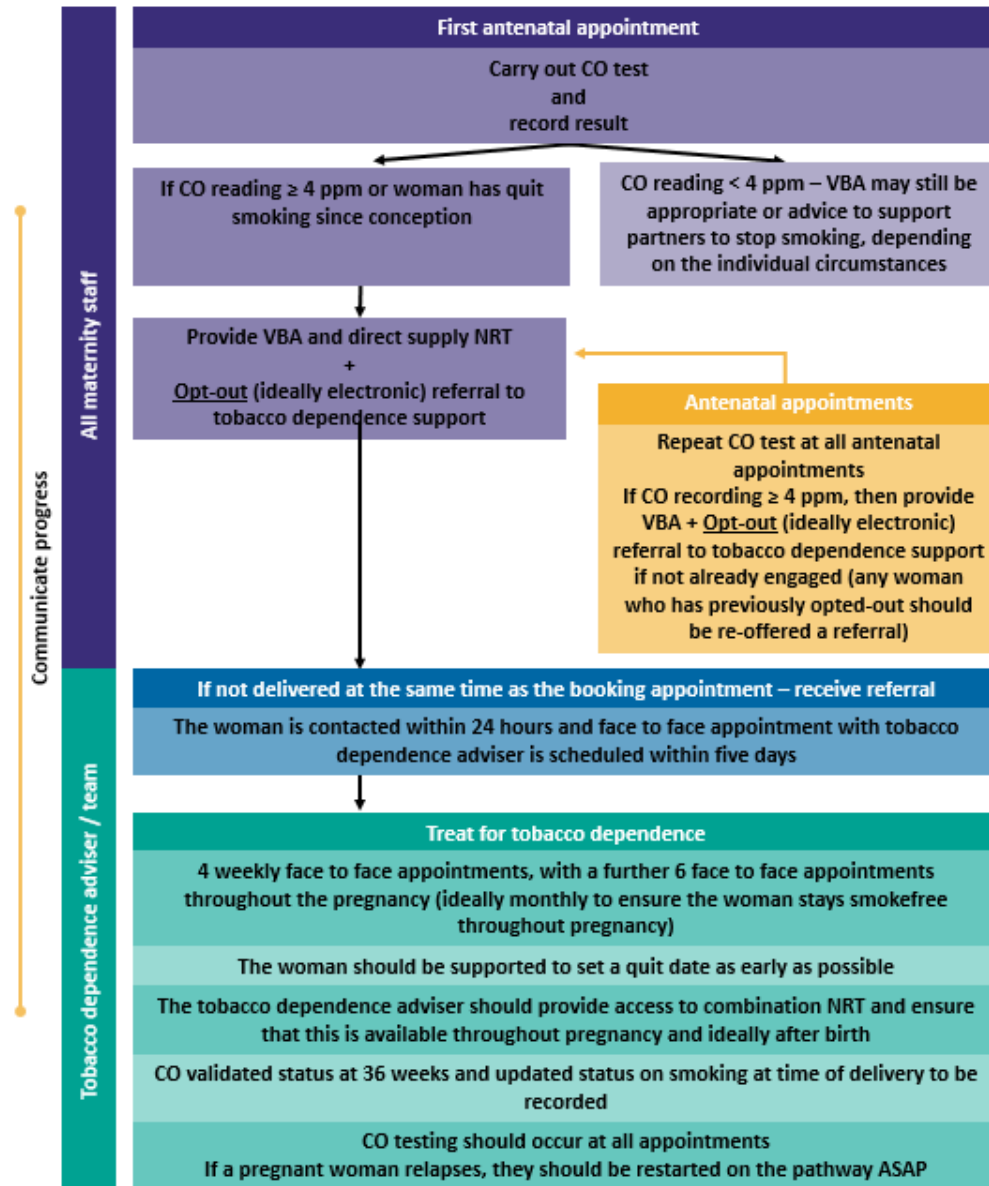 First antenatal appointment
Carry out CO test
and
record result
If CO reading ≥ 4 ppm or woman has quit
smoking since conception
CO reading < 4 ppm – VBA may still be
appropriate or advice to support
partners to stop smoking, depending
on the individual circumstances
Provide VBA and direct supply NRT
+
Opt-out (ideally electronic) referral to
tobacco dependence support
Antenatal appointments
Repeat CO test at all antenatal
appointments
If CO recording ≥ 4 ppm, then provide
VBA + Opt-out (ideally electronic)
referral to tobacco dependence support
if not already engaged (any woman
who has previously opted-out should
be re-offered a referral)
All maternity staff
Communicate progress
If not delivered at the same time as the booking appointment – receive referral
The woman is contacted within 24 hours and face to face appointment with tobacco
dependence adviser is scheduled within five days
Tobacco dependence adviser / team
Treat for tobacco dependence
4 weekly face to face appointments, with a further 6 face to face appointments
throughout the pregnancy (ideally monthly to ensure the woman stays smokefree
throughout pregnancy)
The woman should be supported to set a quit date as early as possible
The tobacco dependence adviser should provide access to combination NRT and ensure
that this is available throughout pregnancy and ideally after birth
CO validated status at 36 weeks and updated status on smoking at time of delivery to be
recorded
CO testing should occur at all appointments
If a pregnant woman relapses, they should be restarted on the pathway ASAP